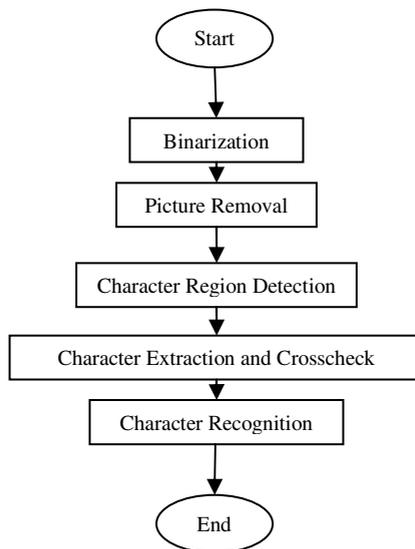 Start
Binarization
Picture Removal
Character Region Detection
Character Extraction and Crosscheck
Character Recognition
End